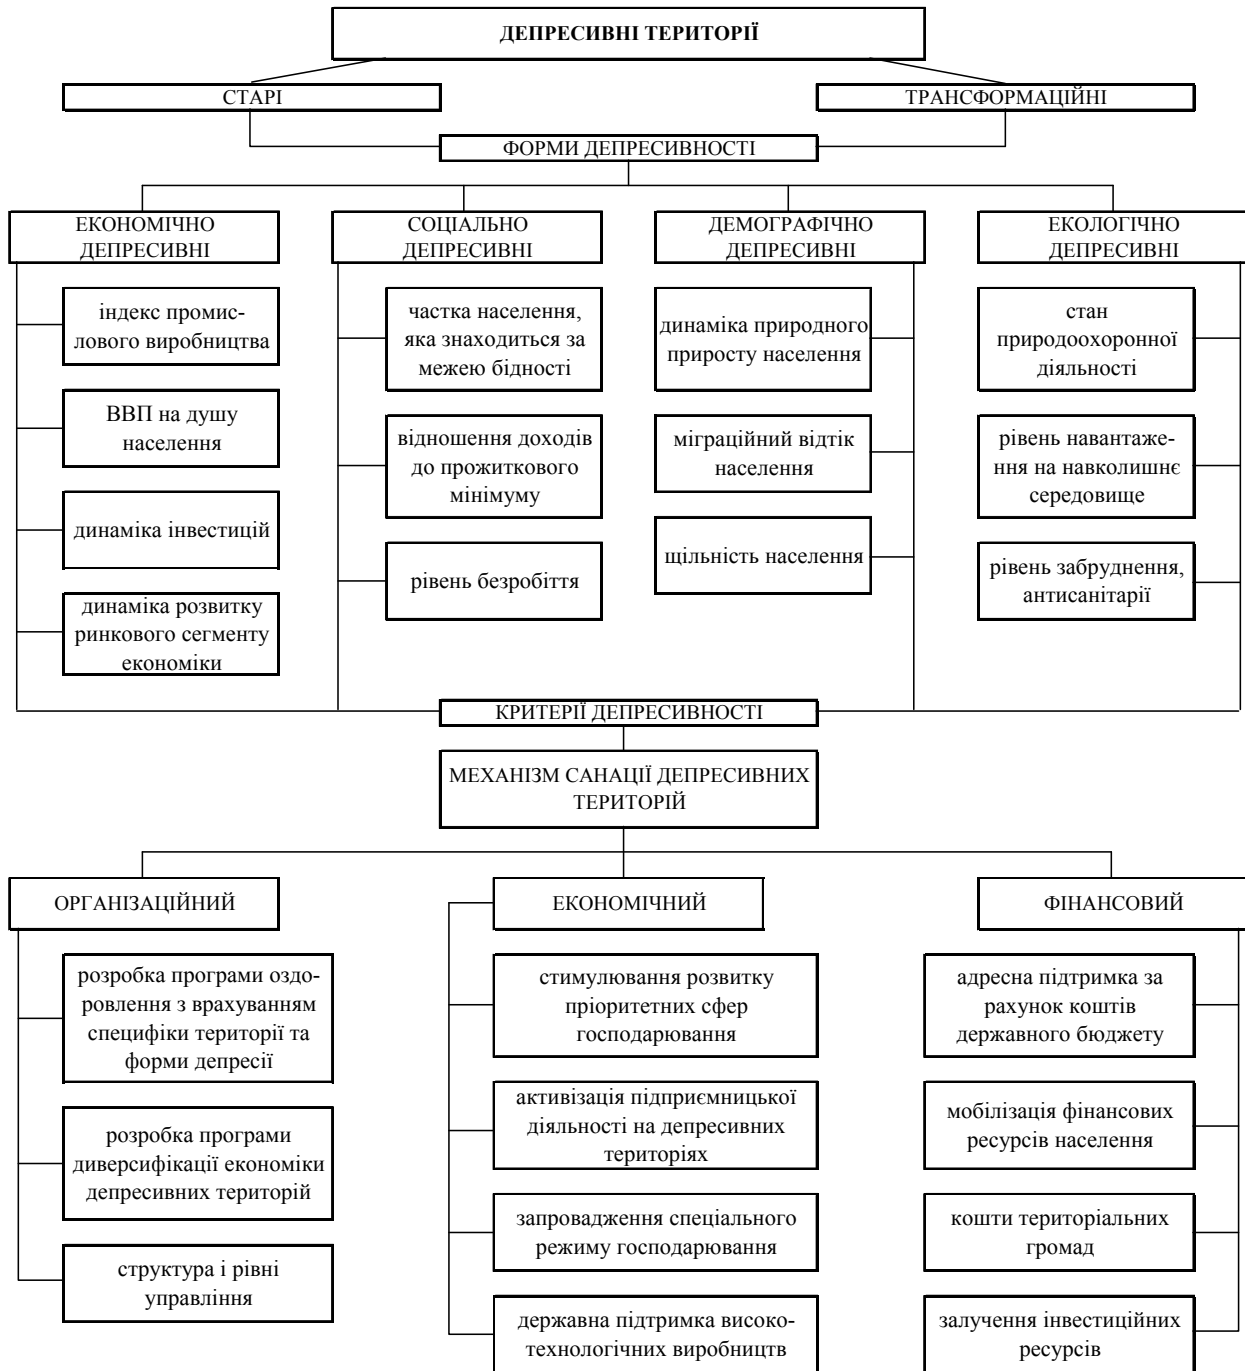 ДЕПРЕСИВНІ ТЕРИТОРІЇ
СТАРІ
ТРАНСФОРМАЦІЙНІ
ФОРМИ ДЕПРЕСИВНОСТІ
ЕКОНОМІЧНО
ДЕПРЕСИВНІ
СОЦІАЛЬНО
ДЕПРЕСИВНІ
ДЕМОГРАФІЧНО
ДЕПРЕСИВНІ
ЕКОЛОГІЧНО
ДЕПРЕСИВНІ
індекс промис-
лового виробництва
ВВП на душу
населення
динаміка інвестицій
динаміка розвитку
ринкового сегменту
економіки
частка населення,
яка знаходиться за
межею бідності
відношення доходів
до прожиткового
мінімуму
рівень безробіття
динаміка природного
приросту населення
міграційний відтік
населення
щільність населення
стан
природоохоронної
діяльності
рівень навантаже-
ення на навколишнє
середовище
рівень забруднення,
антисанітарії
КРИТЕРІЇ ДЕПРЕСИВНОСТІ
МЕХАНІЗМ САНАЦІЇ ДЕПРЕСИВНИХ
ТЕРИТОРІЙ
ОРГАНІЗАЦІЙНИЙ
ЕКОНОМІЧНИЙ
ФІНАНСОВИЙ
розробка програми оздо-
ровлення з врахуванням
специфіки території та
форми депресії
розробка програми
диверсифікації економіки
депресивних територій
структура і рівні
управління
стимулювання розвитку
пріоритетних сфер
господарювання
активізація підприємницької
діяльності на депресивних
територіях
запровадження спеціального
режиму господарювання
державна підтримка високо-
технологічних виробництв
адресна підтримка за
рахунок коштів
державного бюджету
мобілізація фінансових
ресурсів населення
кошти територіальних
громад
залучення інвестиційних
ресурсів